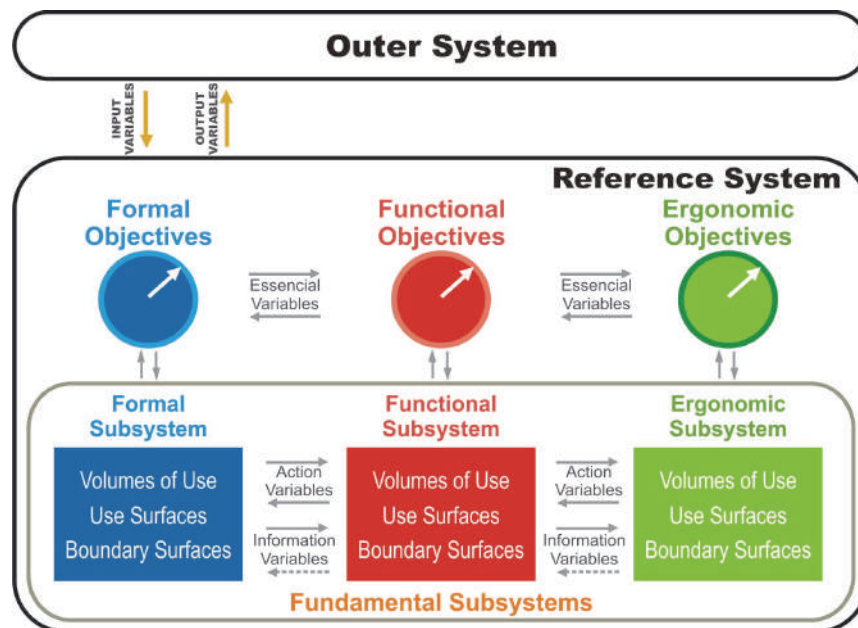 Outer System
INPUT
VARIABLES
OUTPUT
VARIABLES
Reference System
Formal
Objectives
Functional
Objectives
Ergonomic
Objectives
Essencial
Variables
Essencial
Variables
Formal
Subsystem
Functional
Subsystem
Ergonomic
Subsystem
Volumes of Use
Use Surfaces
Boundary Surfaces
Action
Variables
Information
Variables
Volumes of Use
Use Surfaces
Boundary Surfaces
Action
Variables
Information
Variables
Volumes of Use
Use Surfaces
Boundary Surfaces
Fundamental Subsystems